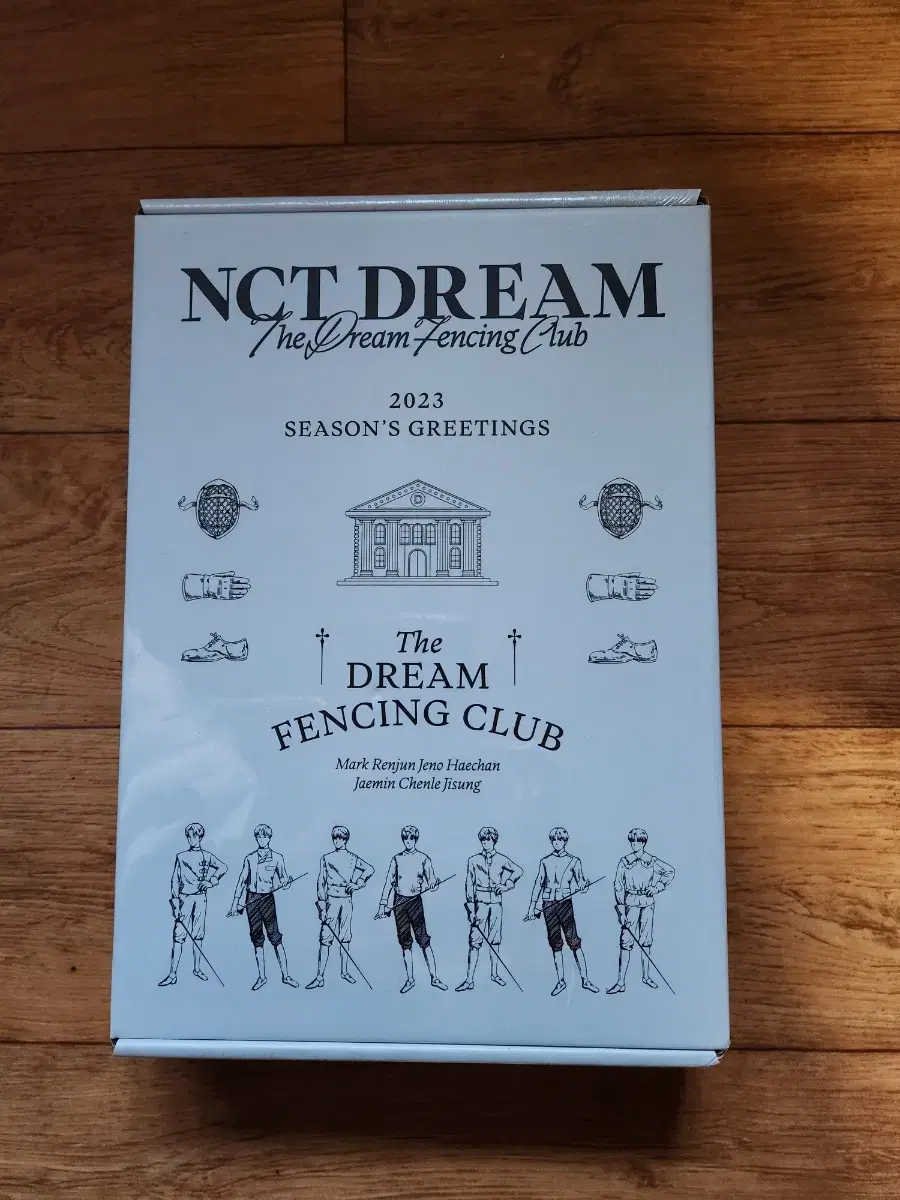 NCT DREAM
The Dream Fencing Club
2023
SEASON'S GREETINGS
D
The
DREAM
FENCING CLUB
Mark Renjun Jeno Haechan
Jaemin Chenle Jisung